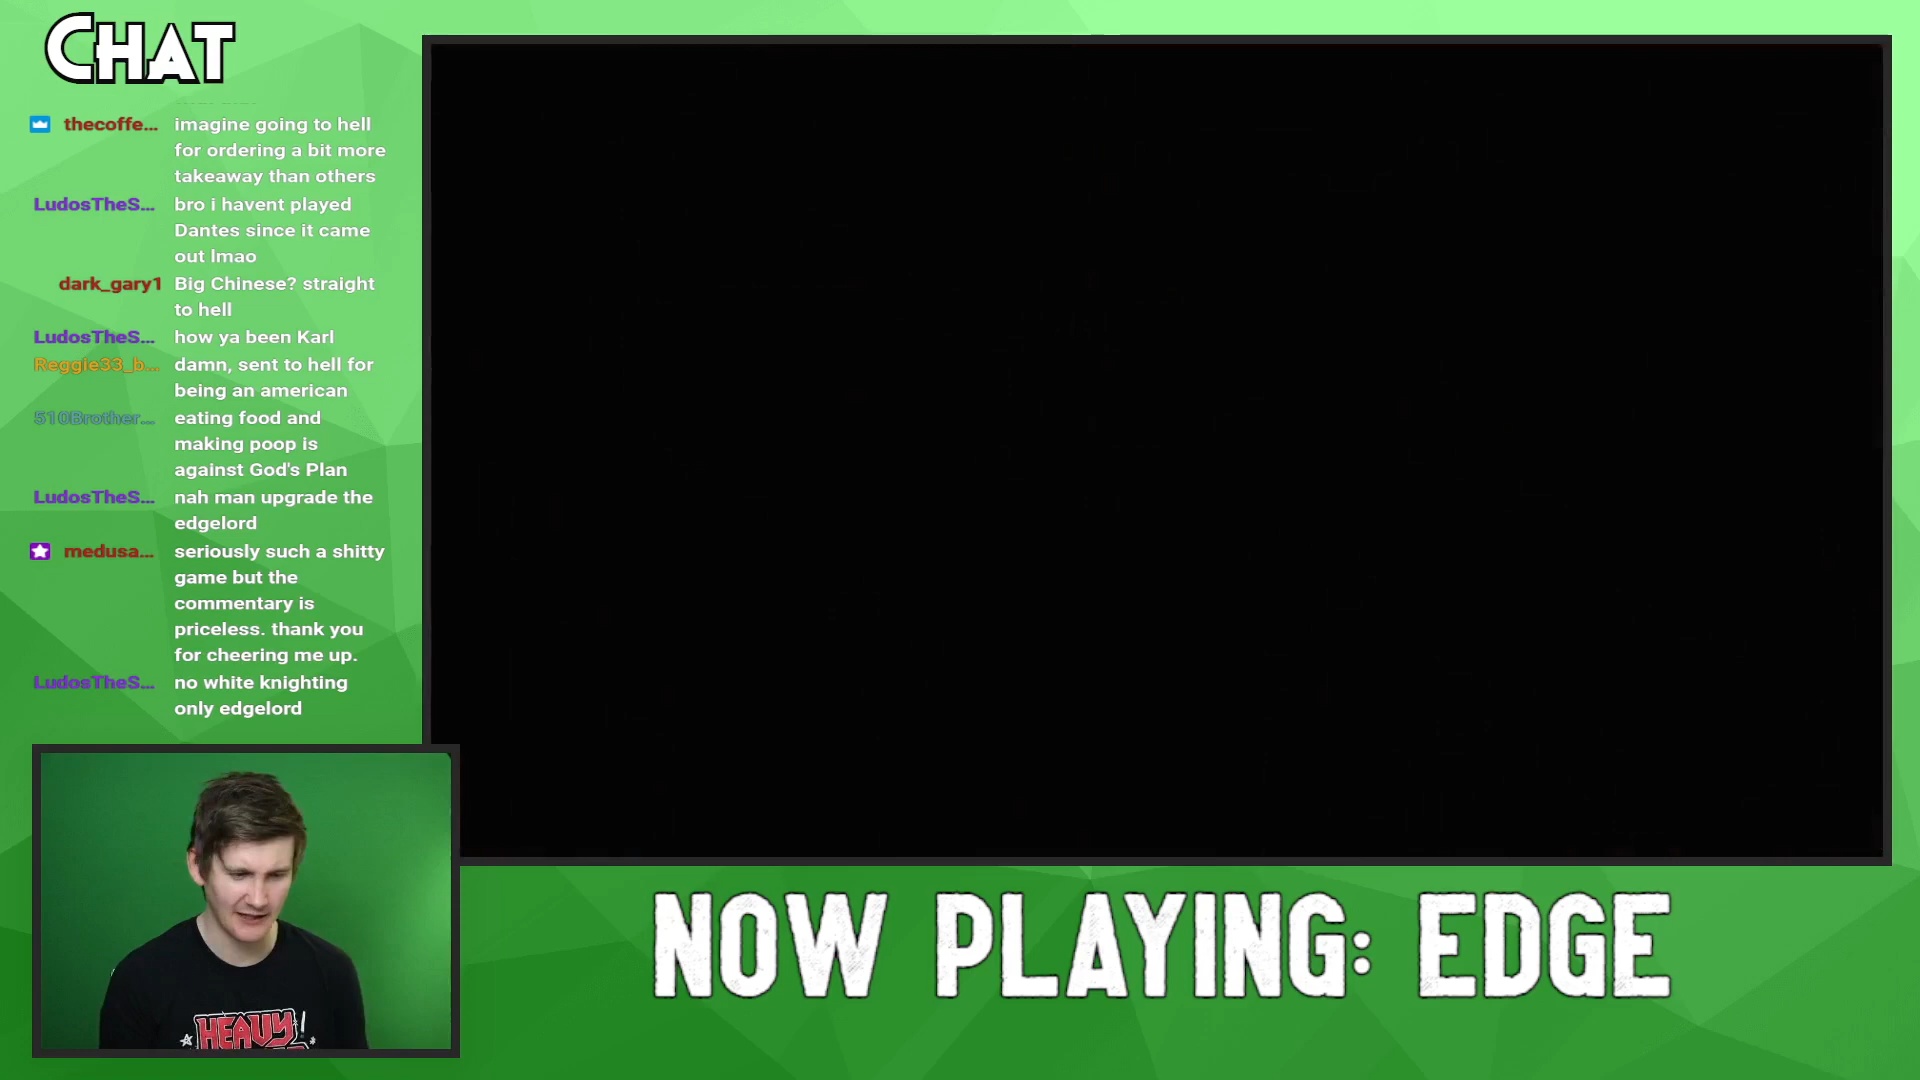 CHAT
thecoffe... imagine going to hell
for ordering a bit more
takeaway than others
LudosTheS... bro i havent played
Dantes since it came
out lmao
dark_gary1 Big Chinese? straight
to hell
LudosTheS... how ya been Karl
Reggie33_b... damn, sent to hell for
being an american
510Brother... eating food and
making poop is
against God's Plan
LudosTheS... nah man upgrade the
edgelord
medusa... seriously such a shitty
game but the
commentary is
priceless. thank you
for cheering me up.
LudosTheS... no white knighting
only edgelord
HEAVY
NOW PLAYING: EDGE